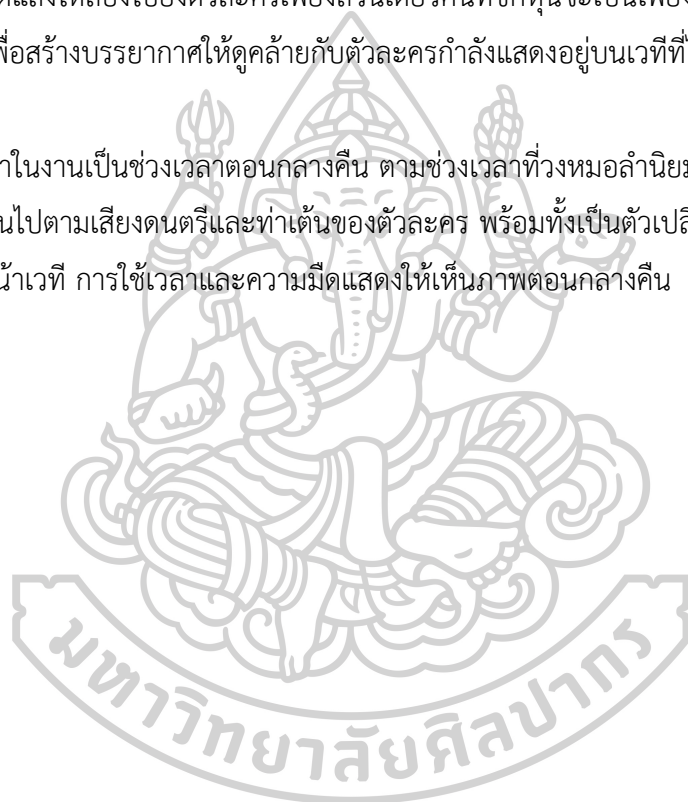 เพียงส่วนเดียว
พื่อสร้างบรรยากาศให้ดูคล้ายกับตัวละครกำลังแสดงอยู่บนเวที
ในงานเป็นช่วงเวลาตอนกลางคืน ตามช่วงเวลาที่วงหมอลำนิยม
นไปตามเสียงดนตรีและท่าเต้นของตัวละคร พร้อมทั้งเป็นตัวเปลี่
น้าเวที การใช้เวลาและความมืดแสดงให้เห็นภาพตอนกลางคืน
มหาวิทยาลัยศิลปากร